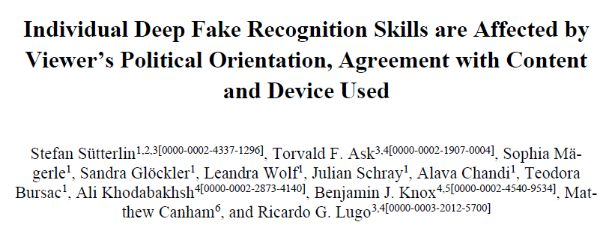 Individual Deep Fake Recognition Skills are Affected by
Viewer's Political Orientation, Agreement with Content
and Device Used
Stefan Sütterlin1,2,3[0000-0002-4337-1296], Torvald F. Ask3,4[0000-0002-1907-0004], Sophia Mä-
gerle1, Sandra Glöckler1, Leandra Wolf1, Julian Schray1, Alava Chandi1, Teodora
Bursac1, Ali Khodabakhsh4[0000-0002-2873-4140], Benjamin J. Knox4,5[0000-0002-4540-9534], Mat-
thew Canham6, and Ricardo G. Lugo3,4[0000-0003-2012-5700]